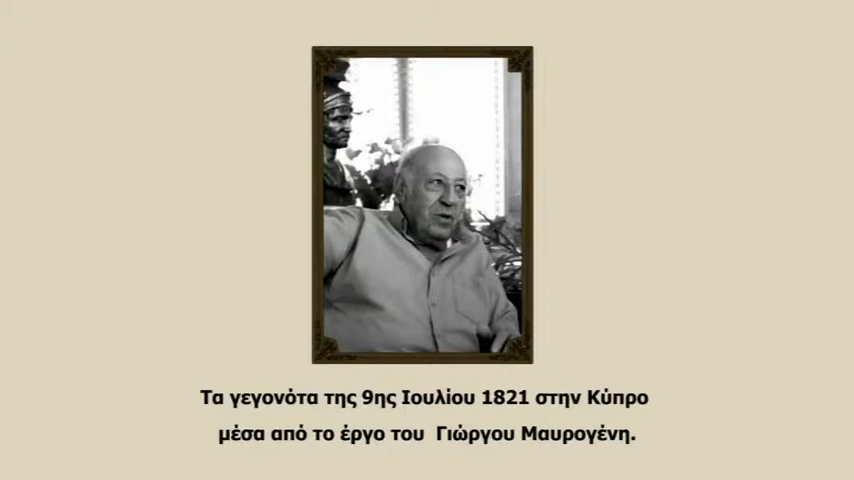 Τα γεγονότα της 9ης Ιουλίου 1821 στην Κύπρο
μέσα από το έργο του Γιώργου Μαυρογένη.